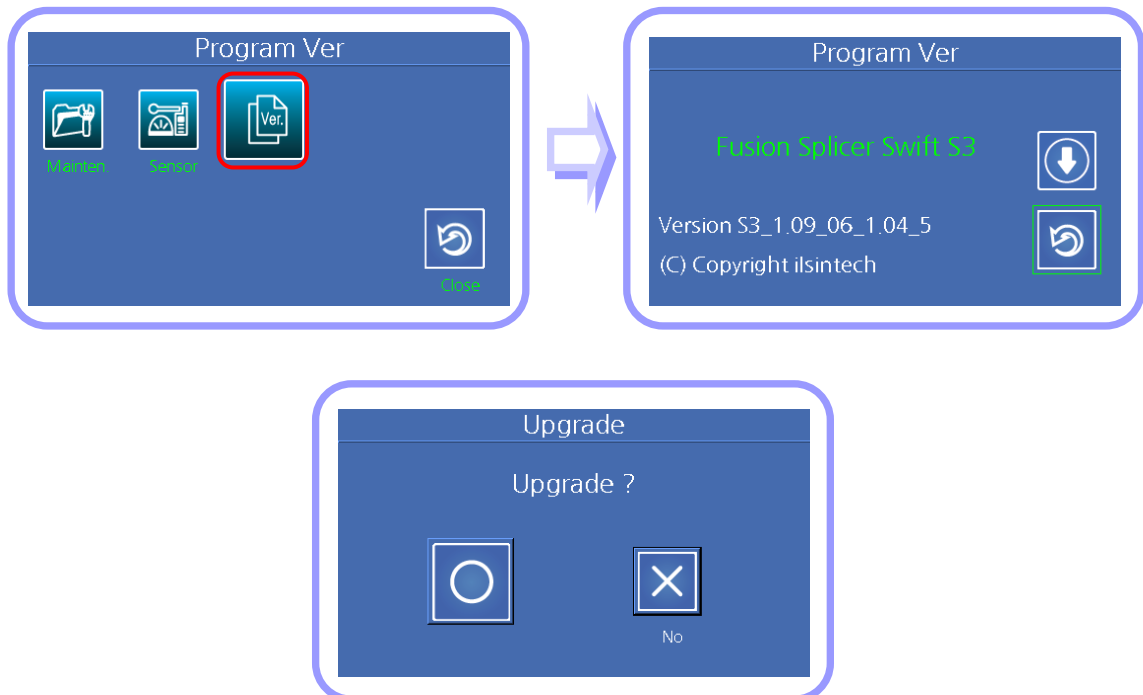 Program Ver
Ver.
Mainten.
Sensor
Close
Program Ver
Fusion Splicer Swift S3
Version S3_1.09_06_1.04_5
(C) Copyright ilsintech
Upgrade
Upgrade ?
No